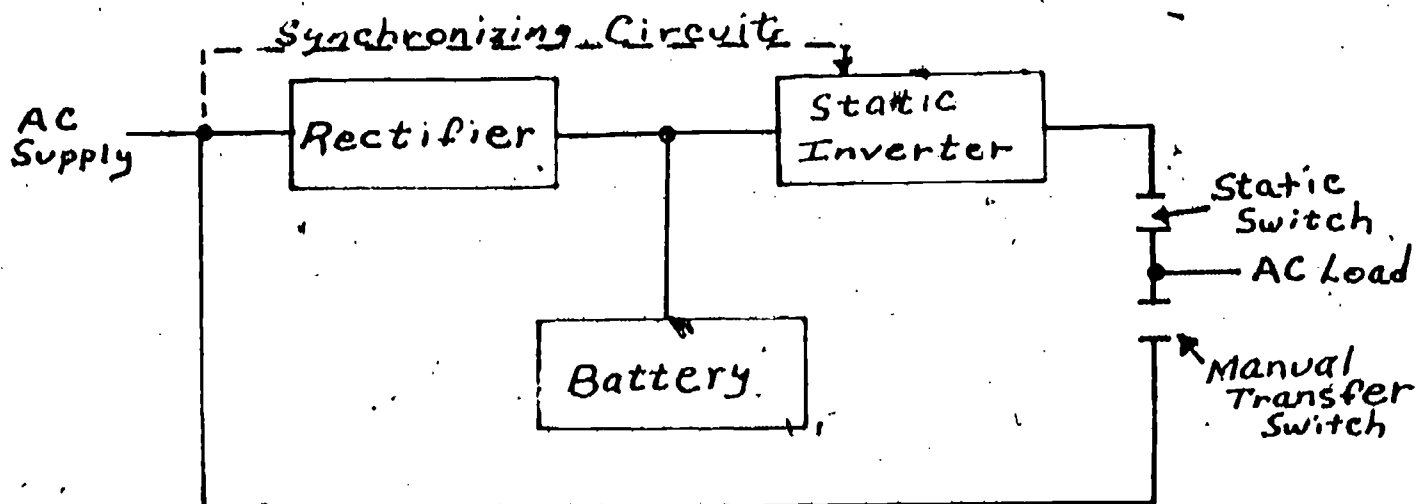 Synchronizing Circuit
AC
Supply
Rectifier
Static
Inverter
Static
Switch
AC Load
Battery
Manual
Transfer
Switch